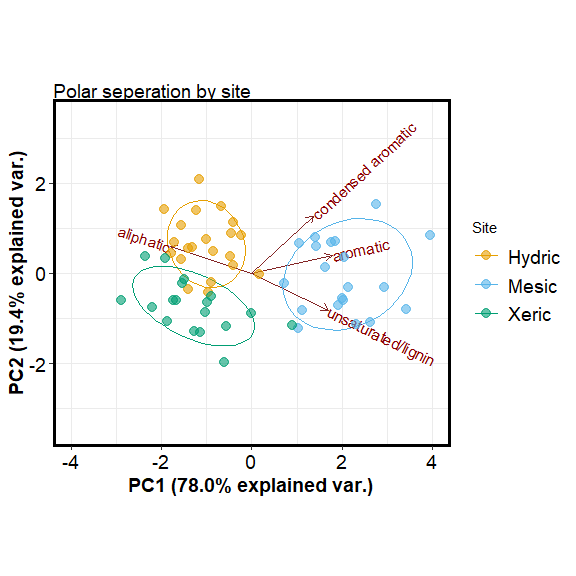 Polar seperation by site
PC2 (19.4% explained var.)
2
0
-2
condensed aromatic
aliphatic
aromatic
unsaturated/lignin
-4
-2
0
2
4
PC1 (78.0% explained var.)
Site
Hydric
Mesic
Xeric